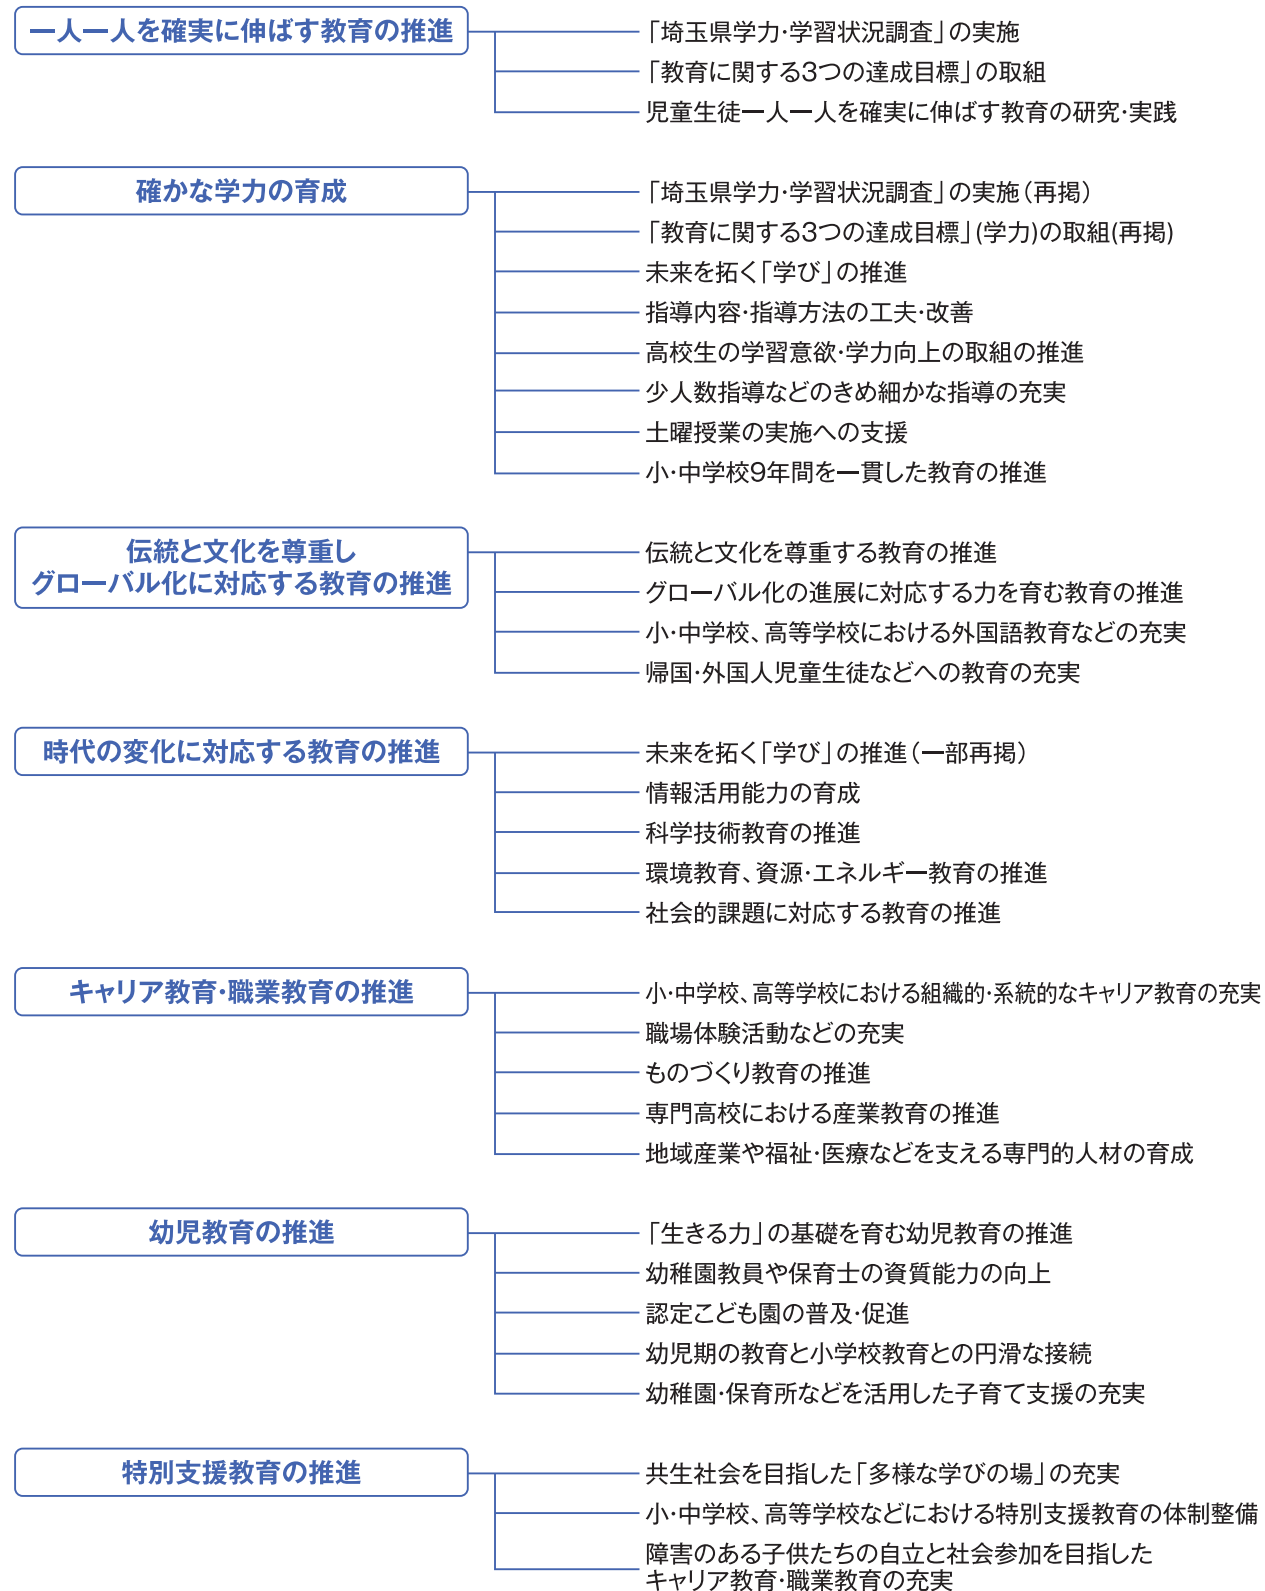 一人一人を確実に伸ばす教育の推進
「埼玉県学力･学習状況調査」の実施
「教育に関する3つの達成目標」の取組
児童生徒一人一人を確実に伸ばす教育の研究･実践
確かな学力の育成
「埼玉県学力･学習状況調査」の実施（再掲）
「教育に関する3つの達成目標」(学力)の取組(再掲)
未来を拓く「学び」の推進
指導内容･指導方法の工夫･改善
高校生の学習意欲･学力向上の取組の推進
少人数指導などのきめ細かな指導の充実
土曜授業の実施への支援
小･中学校9年間を一貫した教育の推進
伝統と文化を尊重し
グローバル化に対応する教育の推進
伝統と文化を尊重する教育の推進
グローバル化の進展に対応する力を育む教育の推進
小･中学校、高等学校における外国語教育などの充実
帰国･外国人児童生徒などへの教育の充実
時代の変化に対応する教育の推進
未来を拓く「学び」の推進（一部再掲）
情報活用能力の育成
科学技術教育の推進
環境教育、資源･エネルギー教育の推進
社会的課題に対応する教育の推進
キャリア教育･職業教育の推進
小･中学校、高等学校における組織的･系統的なキャリア教育の充実
職場体験活動などの充実
ものづくり教育の推進
専門高校における産業教育の推進
地域産業や福祉･医療などを支える専門的人材の育成
幼児教育の推進
「生きる力」の基礎を育む幼児教育の推進
幼稚園教員や保育士の資質能力の向上
認定こども園の普及･促進
幼児期の教育と小学校教育との円滑な接続
幼稚園･保育所などを活用した子育て支援の充実
特別支援教育の推進
共生社会を目指した「多様な学びの場」の充実
小･中学校、高等学校などにおける特別支援教育の体制整備
障害のある子供たちの自立と社会参加を目指した
キャリア教育･職業教育の充実